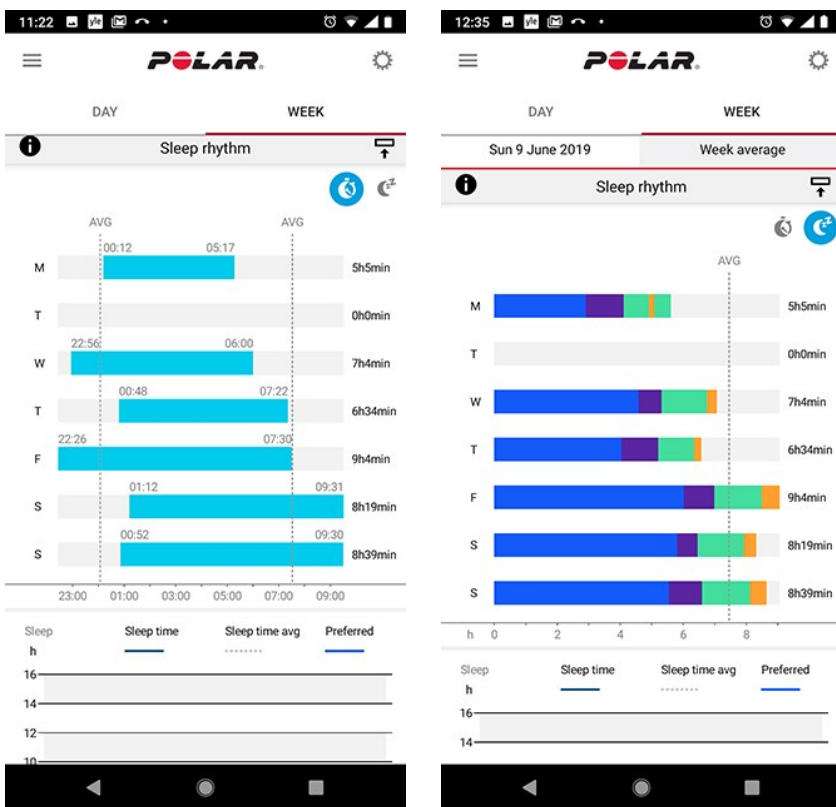 11:22 yle
POLAR
DAY WEEK
Sleep rhythm
AVG AVG
00:12 05:17
M 5h5min
T 0h0min
22:56 06:00
W 7h4min
00:48 07:22
T 6h34min
22:26 07:30
F 9h4min
01:12 09:31
S 8h19min
00:52 09:30
S 8h39min
23:00 01:00 03:00 05:00 07:00 09:00
Sleep Sleep time Sleep time avg Preferred
h
16
14
12
10
12:35 yle
POLAR
DAY WEEK
Sun 9 June 2019 Week average
Sleep rhythm
AVG
M 5h5min
T 0h0min
W 7h4min
T 6h34min
F 9h4min
S 8h19min
S 8h39min
h 0 2 4 6 8
Sleep Sleep time Sleep time avg Preferred
h
16
14